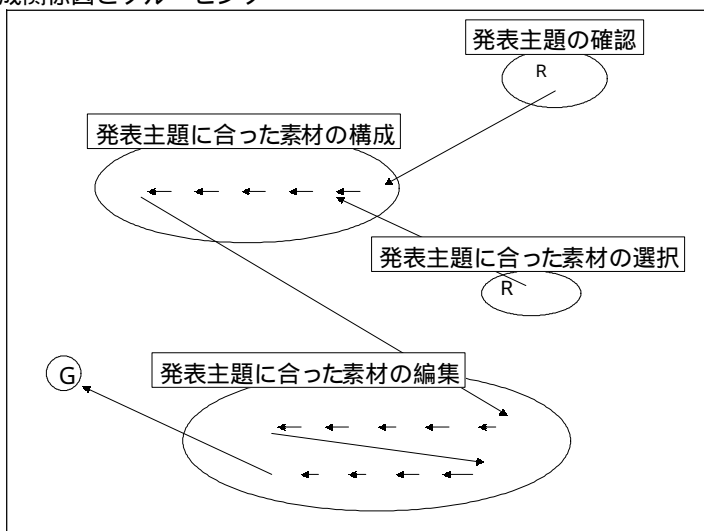 発表主題の確認
R
発表主題に合った素材の構成
発表主題に合った素材の選択
R
G
発表主題に合った素材の編集